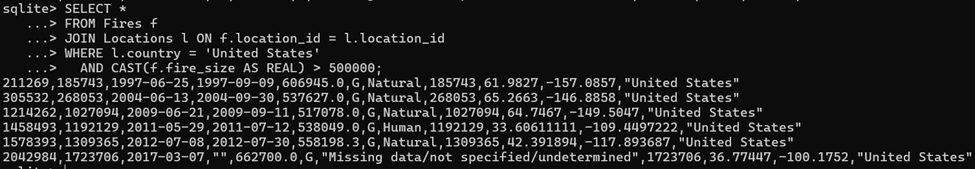 sqlite> SELECT *
   ...> FROM Fires f
   ...> JOIN Locations l ON f.location_id = l.location_id
   ...> WHERE l.country = 'United States'
   ...>   AND CAST(f.fire_size AS REAL) > 500000;
211269,185743,1997-06-25,1997-09-09,606945.0,G,Natural,185743,61.9827,-157.0857,"United States"
305532,268053,2004-06-13,2004-09-30,537627.0,G,Natural,268053,65.2663,-146.8858,"United States"
1214262,1027094,2009-06-21,2009-09-11,517078.0,G,Natural,1027094,64.7467,-149.5047,"United States"
1458493,1192129,2011-05-29,2011-07-12,538049.0,G,Human,1192129,33.60611111,-109.4497222,"United States"
1578393,1309365,2012-07-08,2012-07-30,558198.3,G,Natural,1309365,42.391894,-117.893687,"United States"
2042984,1723706,2017-03-07,"",662700.0,G,"Missing data/not specified/undetermined",1723706,36.77447,-100.1752,"United States"